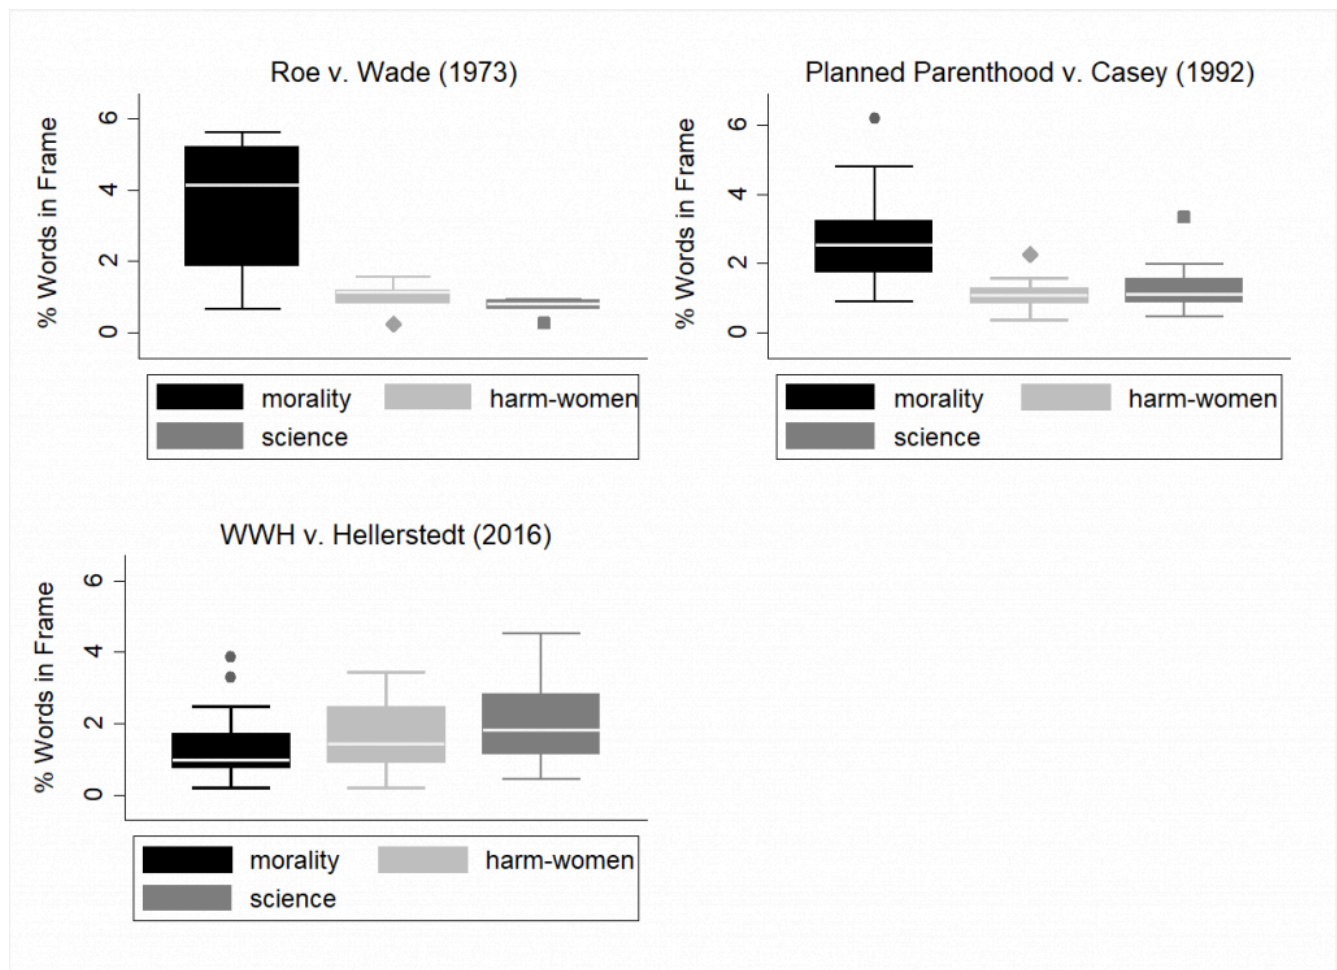 Roe v. Wade (1973)
% Words in Frame
6
4
2
0
morality
harm-women
science
Planned Parenthood v. Casey (1992)
% Words in Frame
6
4
2
0
morality
harm-women
science
WWH v. Hellerstedt (2016)
% Words in Frame
6
4
2
0
morality
harm-women
science